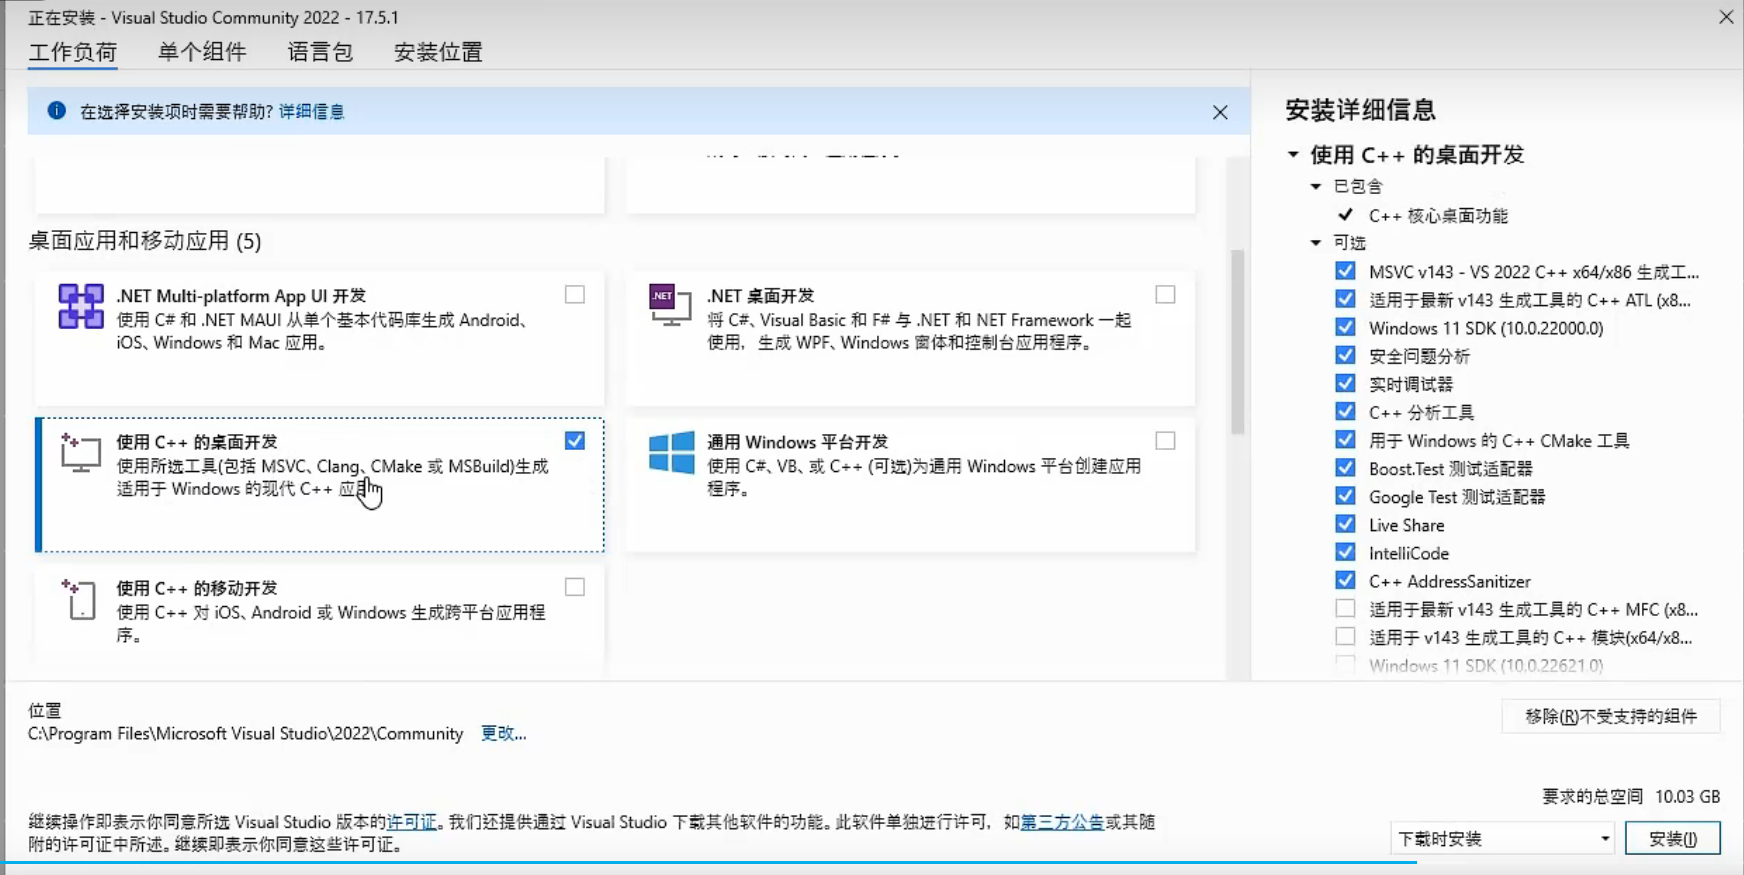 正在安装 - Visual Studio Community 2022 - 17.5.1
工作负荷 单个组件 语言包 安装位置
在选择安装项时需要帮助? 详细信息
桌面应用和移动应用 (5)
.NET Multi-platform App UI 开发
使用 C# 和 .NET MAUI 从单个基本代码库生成 Android、
iOS、Windows 和 Mac 应用。
.NET
.NET 桌面开发
将 C#、Visual Basic 和 F# 与 .NET 和 NET Framework 一起
使用，生成 WPF、Windows 窗体和控制台应用程序。
使用 C++ 的桌面开发
使用所选工具(包括 MSVC、Clang、CMake 或 MSBuild)生成
适用于 Windows 的现代 C++ 应
通用 Windows 平台开发
使用 C#、VB、或 C++ (可选)为通用 Windows 平台创建应用
程序。
使用 C++ 的移动开发
使用 C++ 对 iOS、Android 或 Windows 生成跨平台应用程
序。
安装详细信息
使用 C++ 的桌面开发
已包含
C++ 核心桌面功能
可选
MSVC v143 - VS 2022 C++ x64/x86 生成工...
适用于最新 v143 生成工具的 C++ ATL (x8...
Windows 11 SDK (10.0.22000.0)
安全问题分析
实时调试器
C++ 分析工具
用于 Windows 的 C++ CMake 工具
Boost.Test 测试适配器
Google Test 测试适配器
Live Share
IntelliCode
C++ AddressSanitizer
适用于最新 v143 生成工具的 C++ MFC (x8...
适用于 v143 生成工具的 C++ 模块(x64/x8...
Windows 11 SDK (10.0.22621.0)
位置
C:\Program Files\Microsoft Visual Studio\2022\Community 更改...
移除(R)不受支持的组件
要求的总空间 10.03 GB
继续操作即表示你同意所选 Visual Studio 版本的许可证。我们还提供通过 Visual Studio 下载其他软件的功能。此软件单独进行许可，如第三方公告或其随
附的许可证中所述。继续即表示你同意这些许可证。
下载时安装 安装(I)